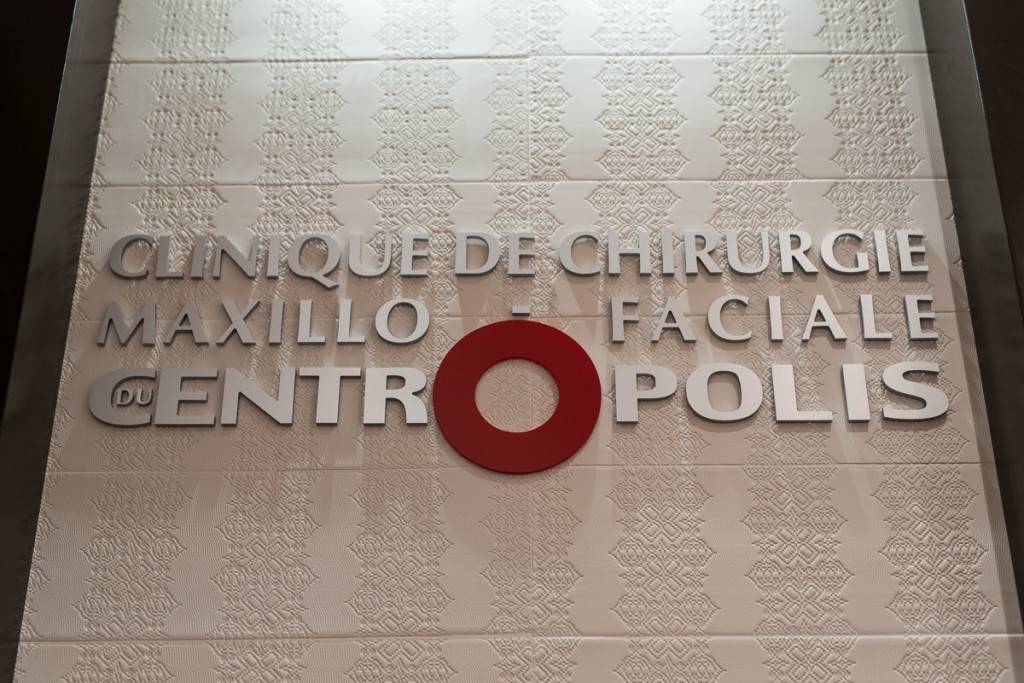 CLINIQUE DE CHIRURGIE
MAXILLO - FACIALE
DU CENTROPOLIS